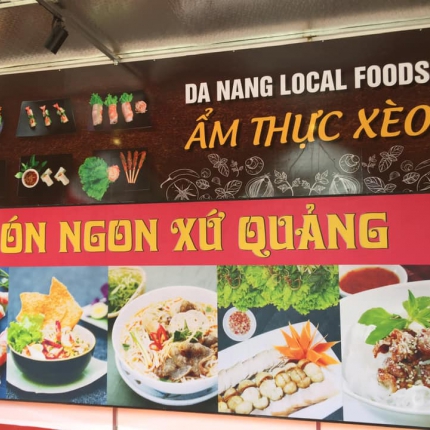 DA NANG LOCAL FOODS
ẨM THỰC XÈO
ÓN NGON XỨ QUẢNG